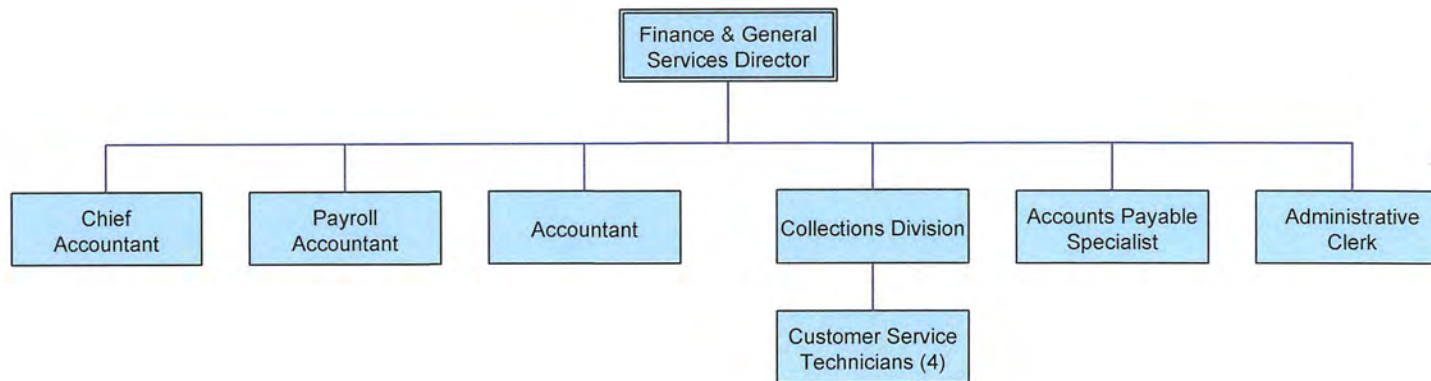 Finance & General
Services Director
Chief
Accountant
Payroll
Accountant
Accountant
Collections Division
Accounts Payable
Specialist
Administrative
Clerk
Customer Service
Technicians (4)